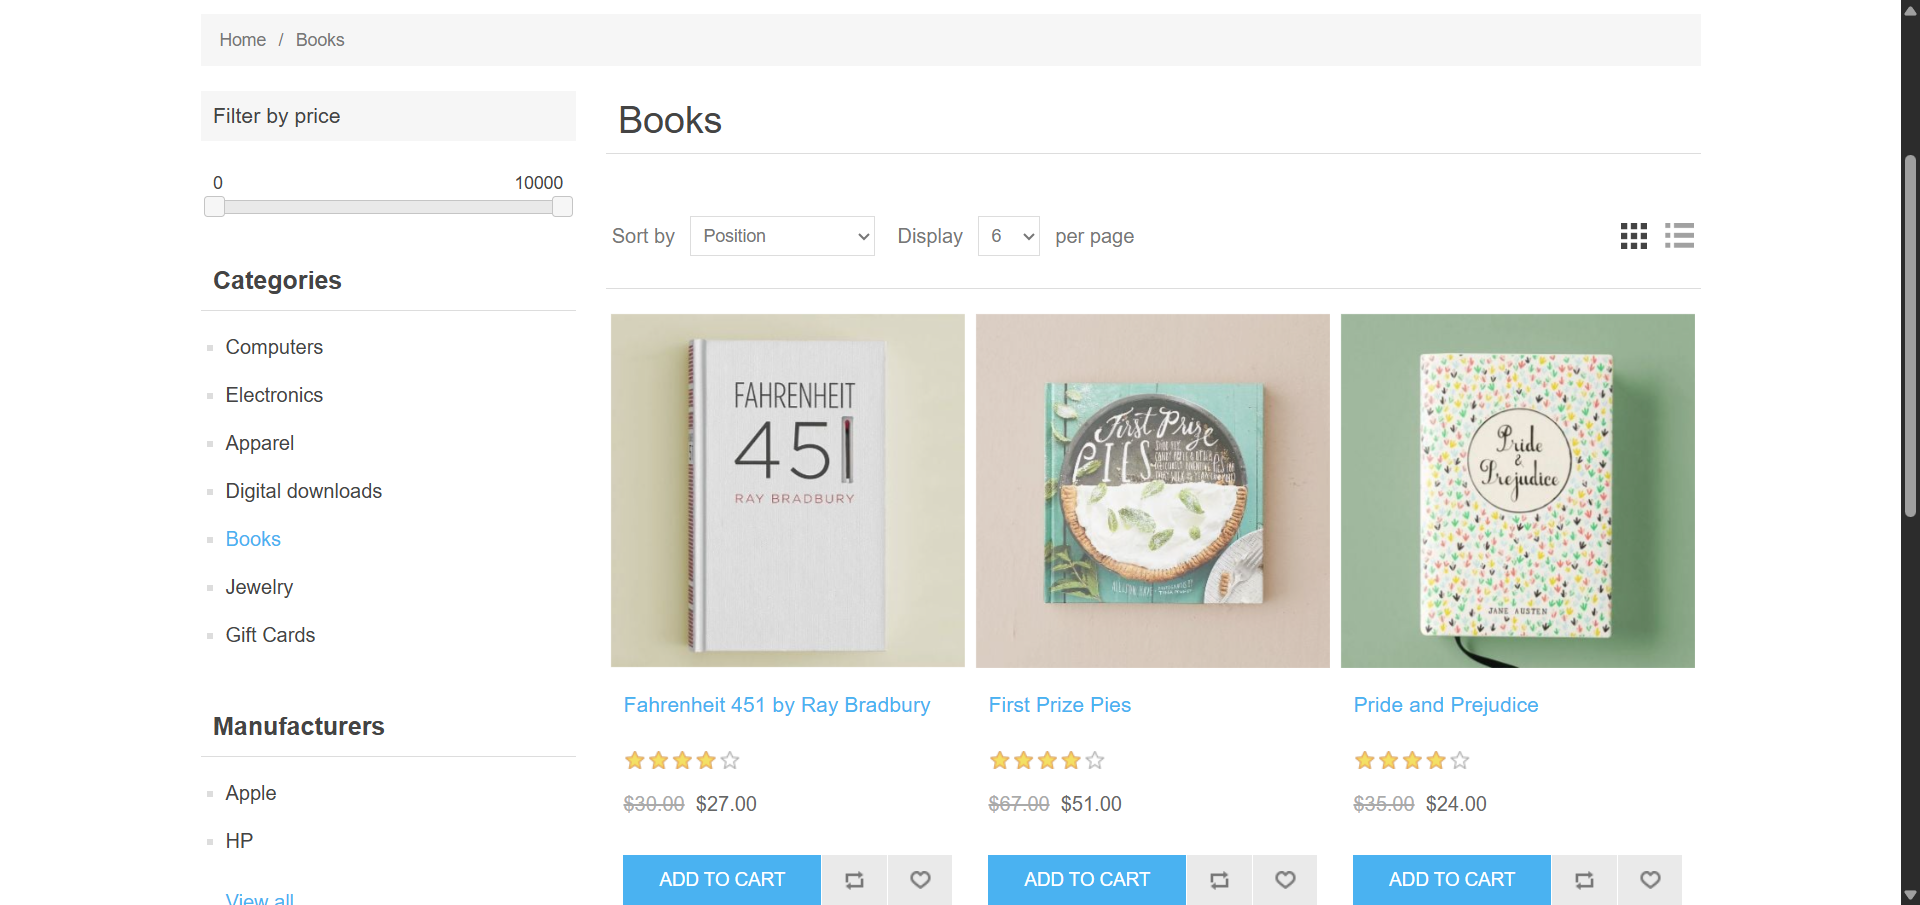 Home / Books
Filter by price
0 10000
Categories
Computers
Electronics
Apparel
Digital downloads
Books
Jewelry
Gift Cards
Manufacturers
Apple
HP
View all
Books
Sort by Position Display 6 per page
FAHRENHEIT
451
RAY BRADBURY
First Prize
PIES
Pride
&
Prejudice
JANE AUSTEN
Fahrenheit 451 by Ray Bradbury
First Prize Pies
Pride and Prejudice
$30.00 $27.00
$67.00 $51.00
$35.00 $24.00
ADD TO CART
ADD TO CART
ADD TO CART